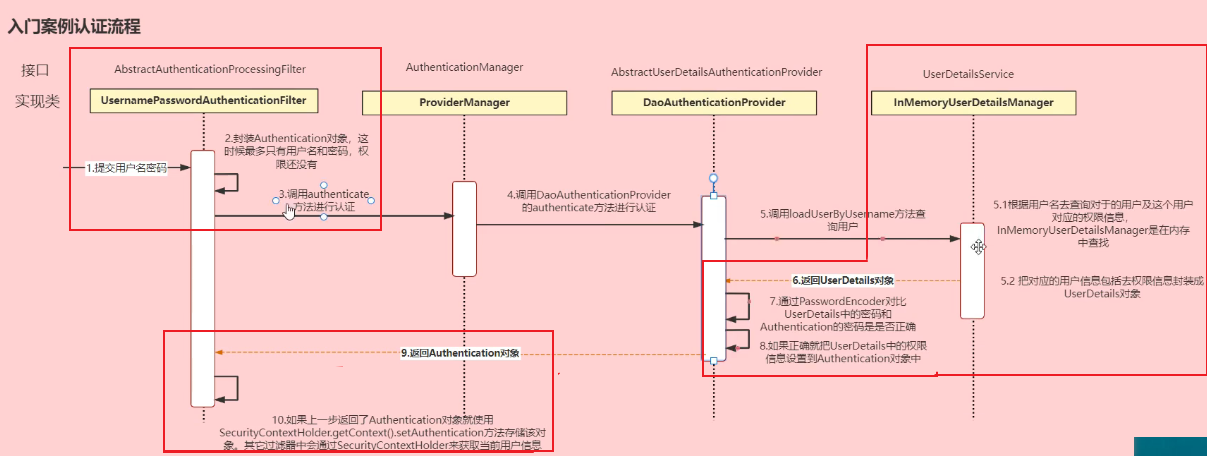 入门案例认证流程
接口
AbstractAuthenticationProcessingFilter
AuthenticationManager
AbstractUserDetailsAuthenticationProvider
UserDetailsService
实现类
UsernamePasswordAuthenticationFilter
ProviderManager
DaoAuthenticationProvider
InMemoryUserDetailsManager
1.提交用户名密码
2.封装Authentication对象，这
时候最多只有用户名和密码，权
限还没有
3.调用authenticate
方法进行认证
4.调用DaoAuthenticationProvider
的authenticate方法进行认证
5.调用loadUserByUsername方法查
询用户
5.1根据用户名去查询对于的用户及这个用户
对应的权限信息，
InMemoryUserDetailsManager是在内存
中查找
5.2 把对应的用户信息包括去权限信息封装成
UserDetails对象
6.返回UserDetails对象
7.通过PasswordEncoder对比
UserDetails中的密码和
Authentication的密码是是否正确
8.如果正确就把UserDetails中的权限
信息设置到Authentication对象中
9.返回Authentication对象
10.如果上一步返回了Authentication对象就使用
SecurityContextHolder.getContext().setAuthentication方法存储该对
象。其它过滤器中会通过SecurityContextHolder来获取当前用户信息